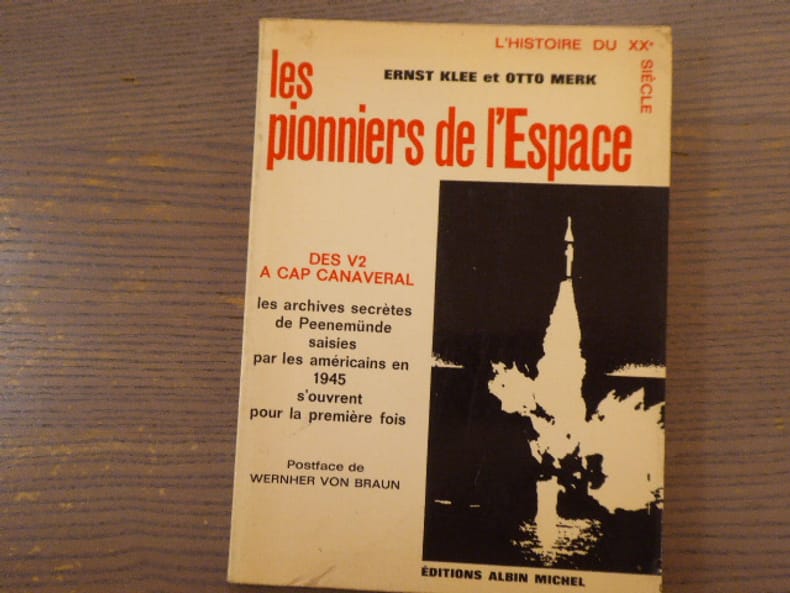 L'HISTOIRE DU XXe
SIÈCLE
ERNST KLEE et OTTO MERK
les
pionniers de l'Espace
DES V2
A CAP CANAVERAL
les archives secrètes
de Peenemünde
saisies
par les américains en
1945
s'ouvrent
pour la première fois
Postface de
WERNHER VON BRAUN
ÉDITIONS ALBIN MICHEL